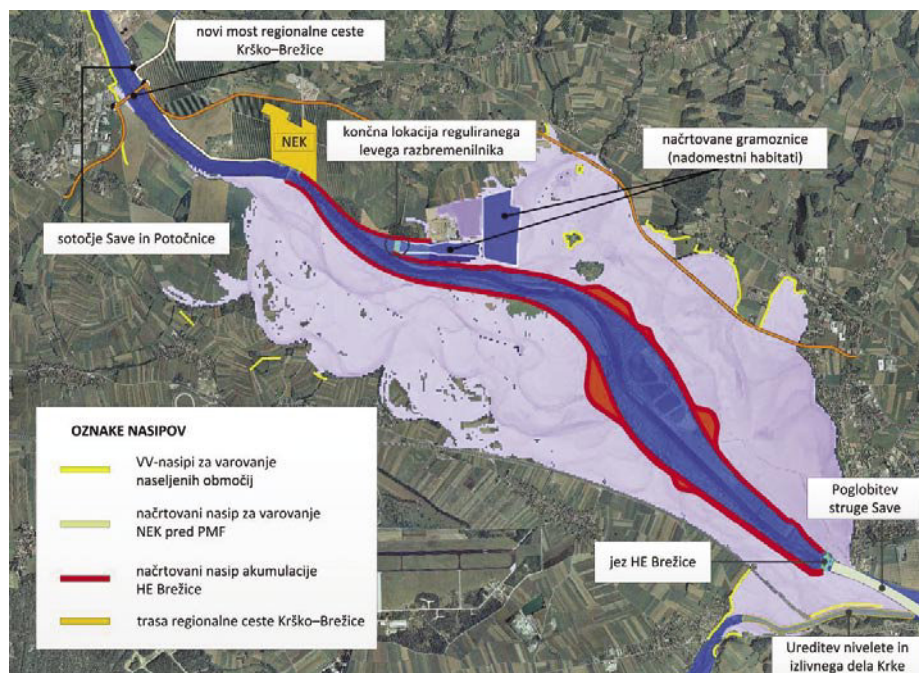 novi most regionalne ceste
Krško–Brežice
NEK
končna lokacija reguliranega
levega razbremenilnika
načrtovane gramoznice
(nadomestni habitati)
sotočje Save in Potočnice
OZNAKE NASIPOV
VV-nasipi za varovanje
naseljenih območij
načrtovani nasip za varovanje
NEK pred PMF
načrtovani nasip akumulacije
HE Brežice
trasa regionalne ceste Krško–Brežice
Poglobitev
struge Save
jez HE Brežice
Ureditev nivelete in
izlivnega dela Krke